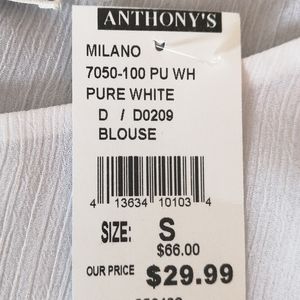 ANTHONY'S
MILANO
7050-100 PU WH
PURE WHITE
D / D0209
BLOUSE
4 13634 10103 4
SIZE: S
$66.00
OUR PRICE $29.99